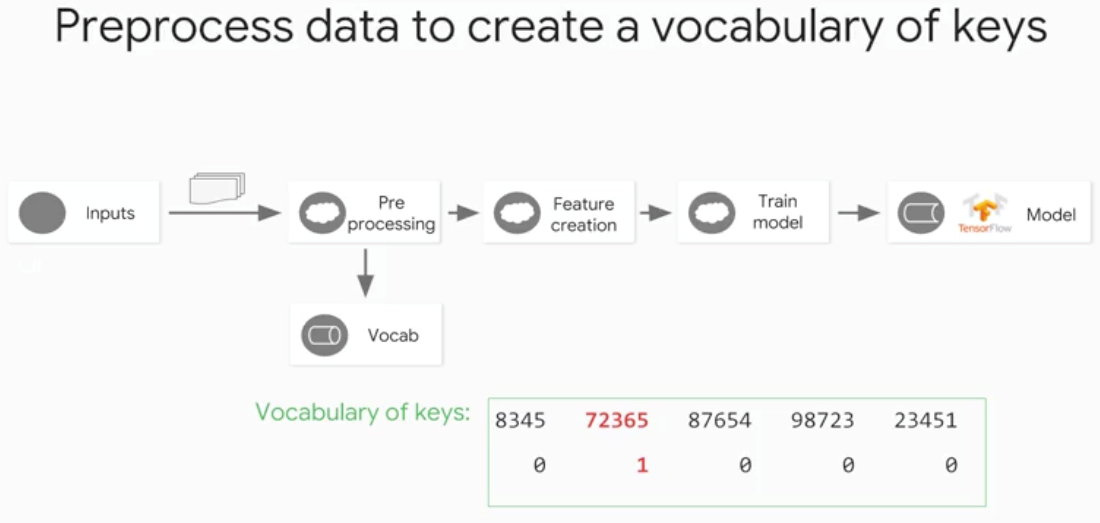 Preprocess data to create a vocabulary of keys
Inputs
Pre
processing
Feature
creation
Train
model
TensorFlow
Model
Vocab
Vocabulary of keys:
8345 72365 87654 98723 23451
0 1 0 0 0